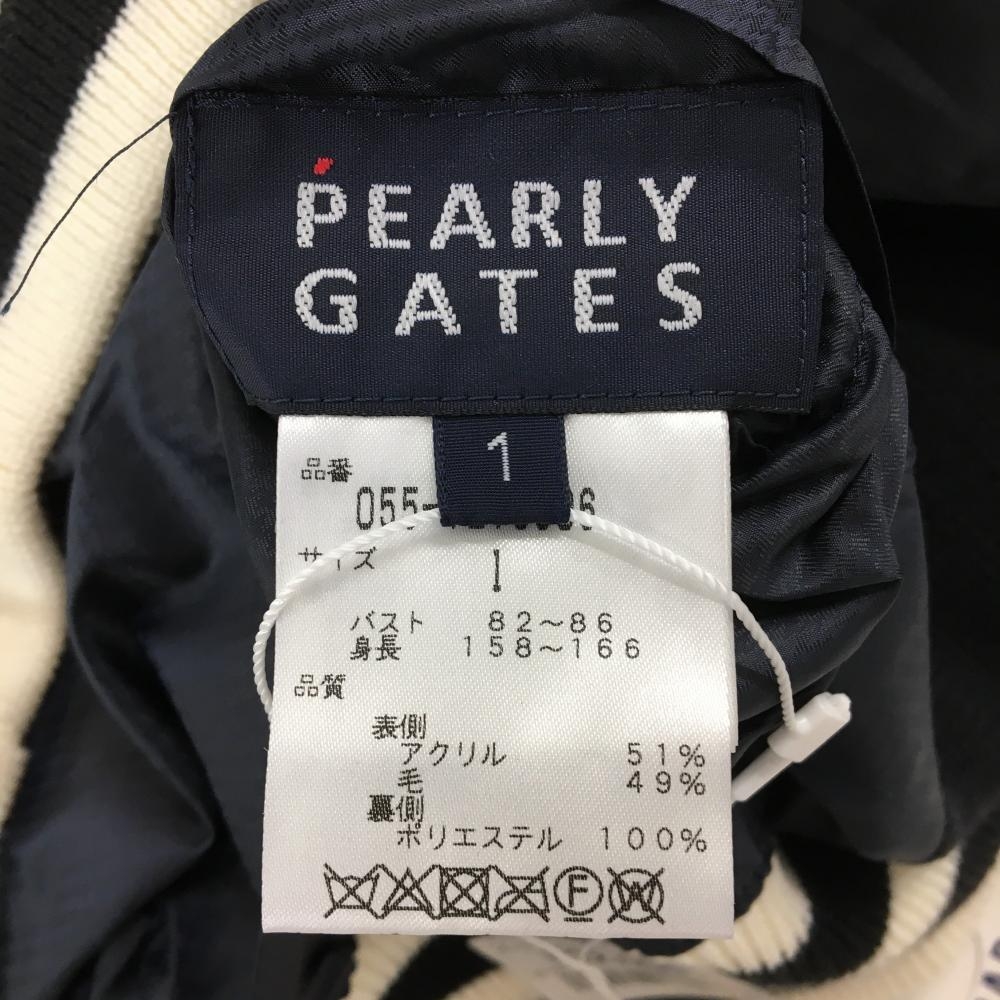 PEARLY
GATES
1
品番
サイズ 1
バスト 82～86
身長 158～166
品質
表側
アクリル 51%
毛 49%
裏側
ポリエステル 100%
F W